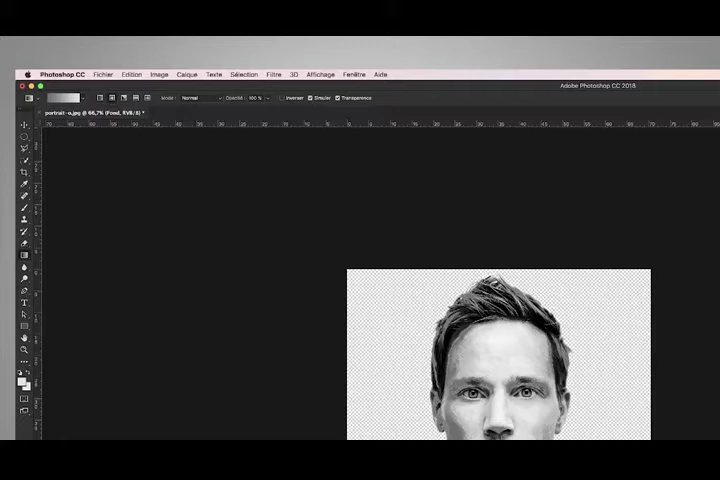 Photoshop CC Fichier Edition Image Calque Texte Sélection Filtre 3D Affichage Fenêtre Aide
Adobe Photoshop CC 2018
Mode : Normal Opacité : 100 % Inverser Simuler Transparence
portrait-o.jpg @ 66,7% (Fond, RVB/8) *